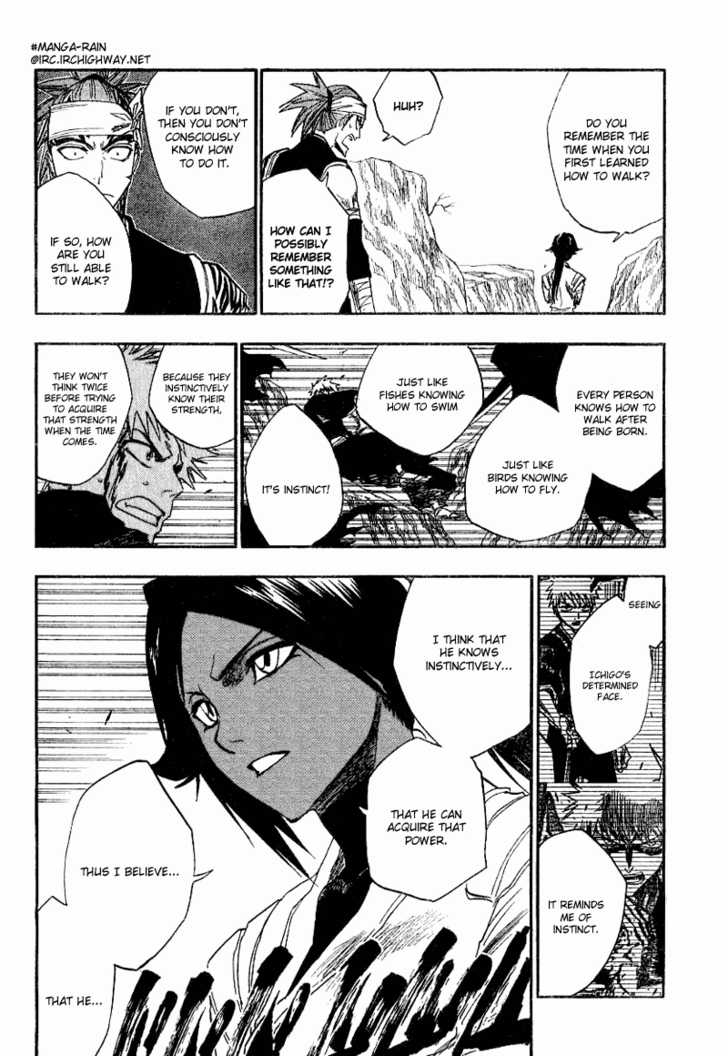 #MANGA-RAIN
@IRC.IRCHIGHWAY.NET
DO YOU
REMEMBER THE
TIME WHEN YOU
FIRST LEARNED
HOW TO WALK?
HUH?
HOW CAN I
POSSIBLY
REMEMBER
SOMETHING
LIKE THAT!?
IF YOU DON'T,
THEN YOU DON'T
CONSCIOUSLY
KNOW HOW
TO DO IT.
IF SO, HOW
ARE YOU
STILL ABLE
TO WALK?
EVERY PERSON
KNOWS HOW TO
WALK AFTER
BEING BORN.
JUST LIKE
BIRDS KNOWING
HOW TO FLY.
JUST LIKE
FISHES KNOWING
HOW TO SWIM
IT'S INSTINCT!
BECAUSE THEY
INSTINCTIVELY
KNOW THEIR
STRENGTH,
THEY WON'T
THINK TWICE
BEFORE TRYING
TO ACQUIRE
THAT STRENGTH
WHEN THE TIME
COMES.
SEEING
ICHIGO'S
DETERMINED
FACE.
IT REMINDS
ME OF
INSTINCT.
I THINK THAT
HE KNOWS
INSTINCTIVELY...
THAT HE CAN
ACQUIRE THAT
POWER.
THUS I BELIEVE...
THAT HE...